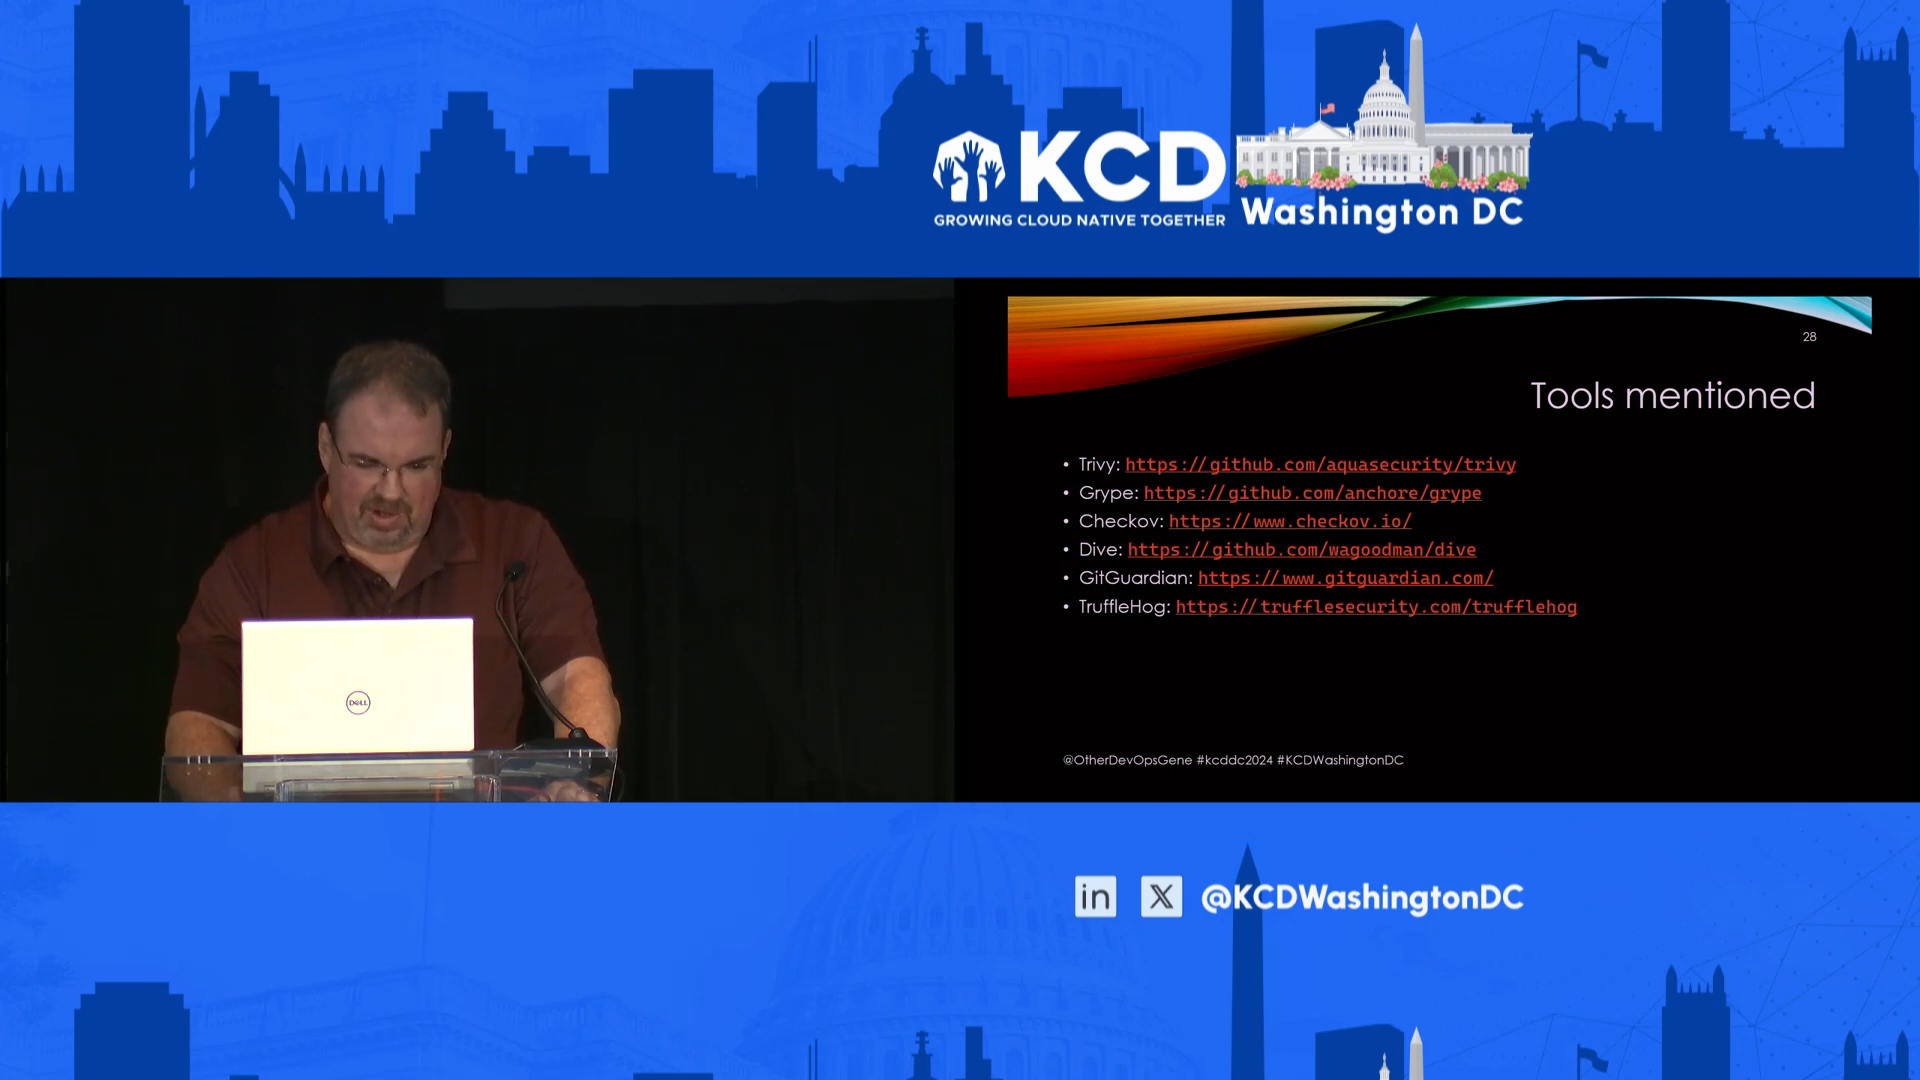 KCD
GROWING CLOUD NATIVE TOGETHER
Washington DC
28
Tools mentioned
• Trivy: https://github.com/aquasecurity/trivy
• Grype: https://github.com/anchore/grype
• Checkov: https://www.checkov.io/
• Dive: https://github.com/wagoodman/dive
• GitGuardian: https://www.gitguardian.com/
• TruffleHog: https://trufflesecurity.com/trufflehog
@OtherDevOpsGene #kcddc2024 #KCDWashingtonDC
DELL
in X @KCDWashingtonDC